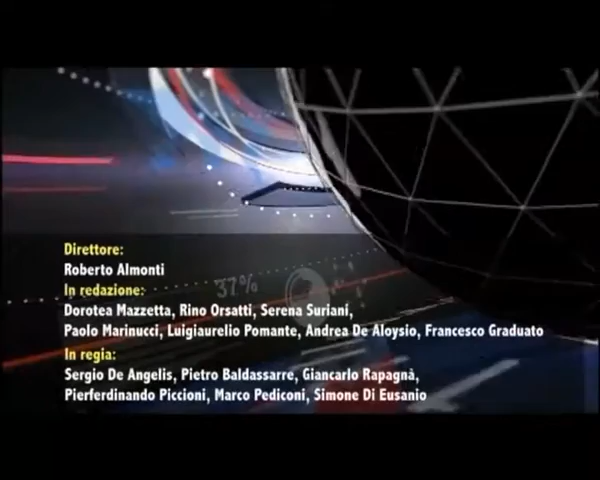 Direttore:
Roberto Almonti
37%
In redazione:
Dorotea Mazzetta, Rino Orsatti, Serena Suriani,
Paolo Marinucci, Luigiaurelio Pomante, Andrea De Aloysio, Francesco Graduato
In regia:
Sergio De Angelis, Pietro Baldassarre, Giancarlo Rapagnà,
Pierferdinando Piccioni, Marco Pediconi, Simone Di Eusanio